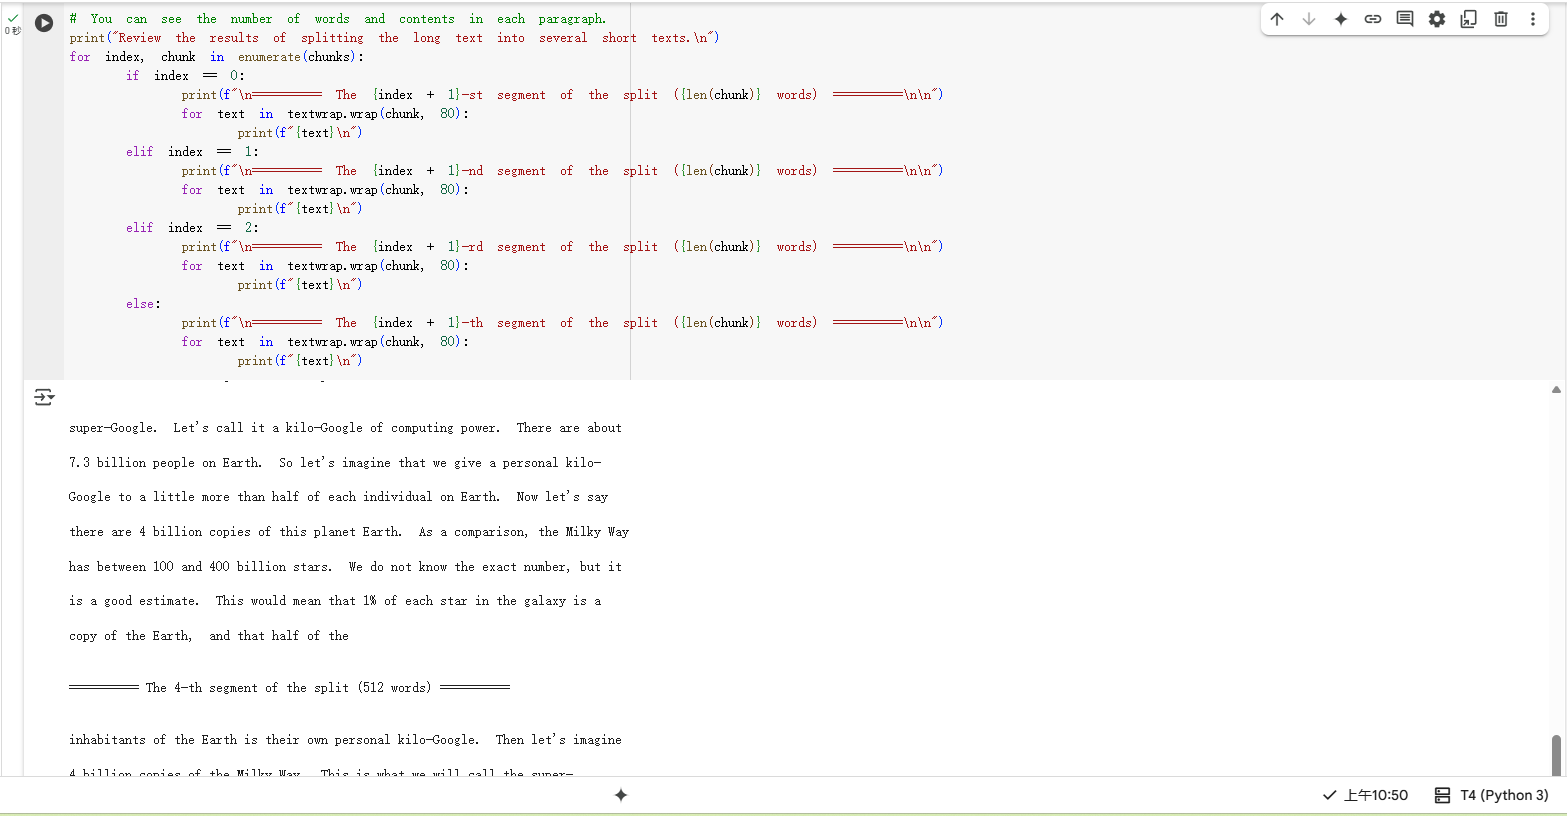 # You can see the number of words and contents in each paragraph.
0 秒
print("Review the results of splitting the long text into several short texts.\n")
for index, chunk in enumerate(chunks):
if index == 0:
print(f"\n========== The {index + 1}-st segment of the split ({len(chunk)} words) ==========\n\n")
for text in textwrap.wrap(chunk, 80):
print(f"{text}\n")
elif index == 1:
print(f"\n========== The {index + 1}-nd segment of the split ({len(chunk)} words) ==========\n\n")
for text in textwrap.wrap(chunk, 80):
print(f"{text}\n")
elif index == 2:
print(f"\n========== The {index + 1}-rd segment of the split ({len(chunk)} words) ==========\n\n")
for text in textwrap.wrap(chunk, 80):
print(f"{text}\n")
else:
print(f"\n========== The {index + 1}-th segment of the split ({len(chunk)} words) ==========\n\n")
for text in textwrap.wrap(chunk, 80):
print(f"{text}\n")
super-Google.  Let's call it a kilo-Google of computing power.  There are about
7.3 billion people on Earth.  So let's imagine that we give a personal kilo-
Google to a little more than half of each individual on Earth.  Now let's say
there are 4 billion copies of this planet Earth.  As a comparison, the Milky Way
has between 100 and 400 billion stars.  We do not know the exact number, but it
is a good estimate.  This would mean that 1% of each star in the galaxy is a
copy of the Earth,  and that half of the
========== The 4-th segment of the split (512 words) ==========
inhabitants of the Earth is their own personal kilo-Google.  Then let's imagine
4 billion copies of the Milky Way.  This is what we will call the super-
上午10:50
T4 (Python 3)